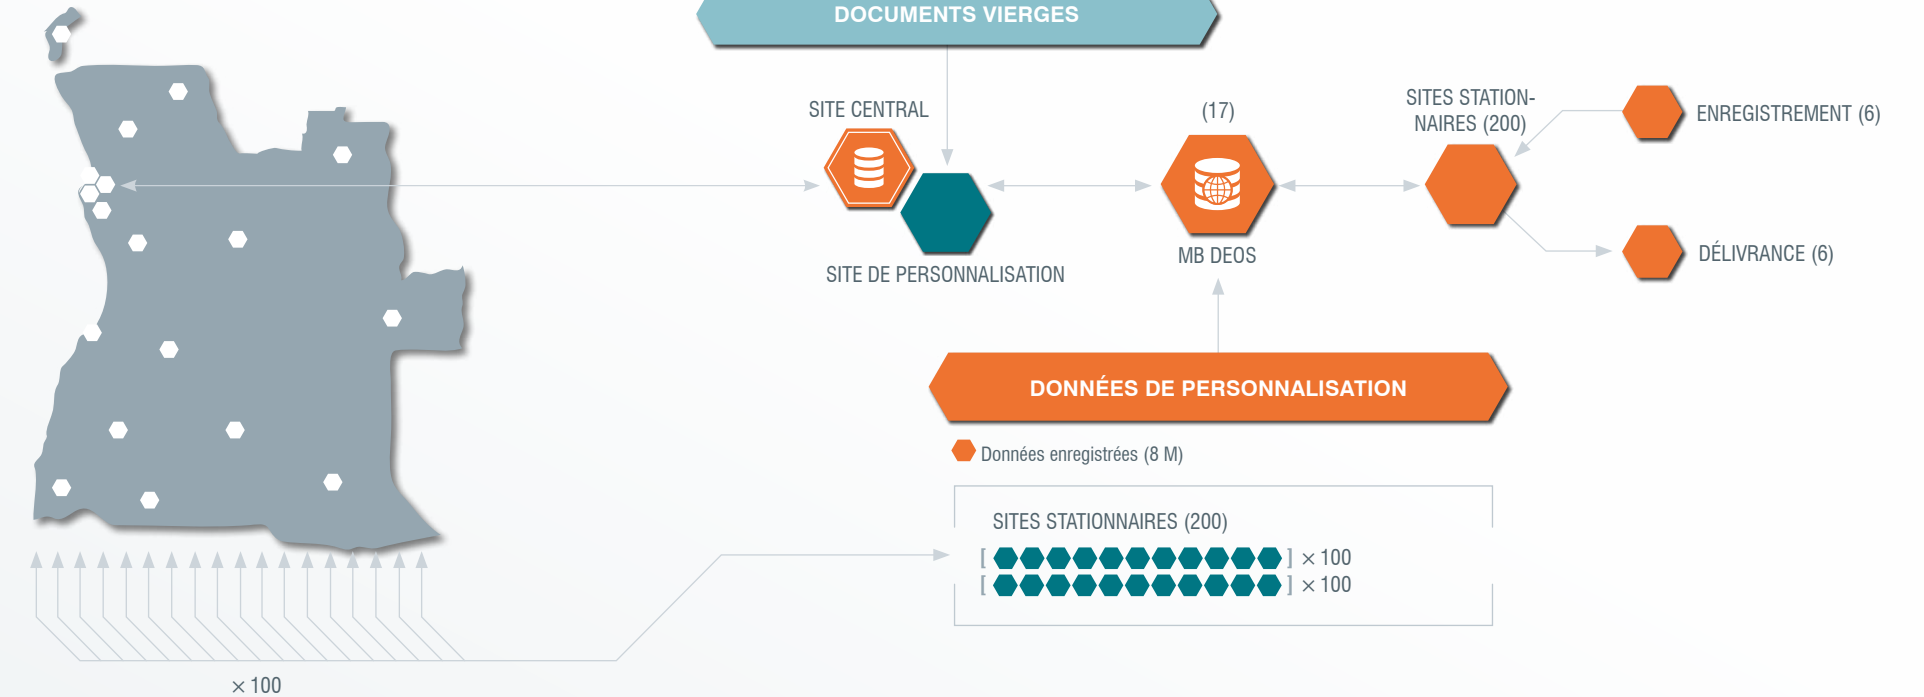 DOCUMENTS VIERGES
SITE CENTRAL
SITE DE PERSONNALISATION
(17)
MB DEOS
SITES STATION-
NAIRES (200)
ENREGISTREMENT (6)
DÉLIVRANCE (6)
DONNÉES DE PERSONNALISATION
Données enregistrées (8 M)
SITES STATIONNAIRES (200)
[ ] × 100
[ ] × 100
× 100